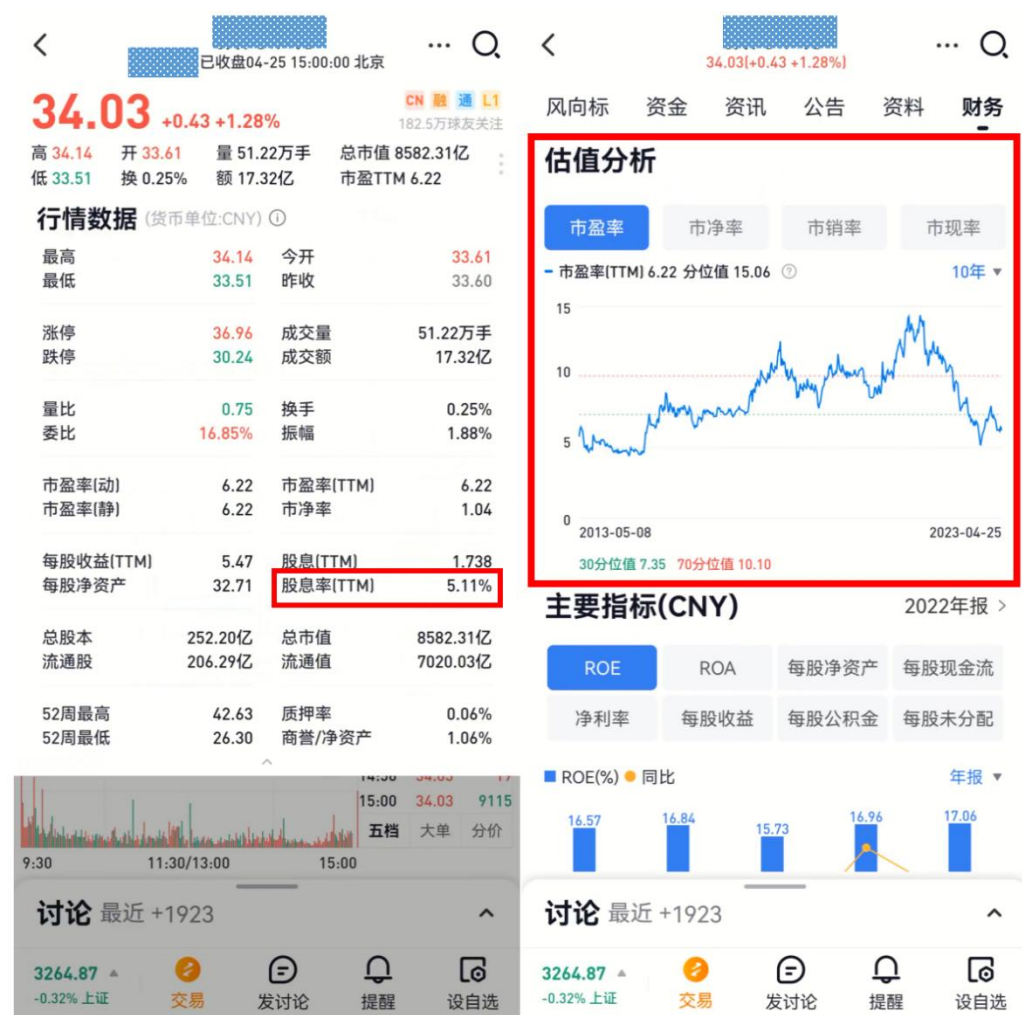 已收盘04-25 15:00:00 北京
34.03 +0.43 +1.28%
CN 融 通 L1
182.5万球友关注
高 34.14 开 33.61 量 51.22万手 总市值 8582.31亿
低 33.51 换 0.25% 额 17.32亿 市盈TTM 6.22
行情数据 (货币单位:CNY)
最高 34.14 今开 33.61
最低 33.51 昨收 33.60
涨停 36.96 成交量 51.22万手
跌停 30.24 成交额 17.32亿
量比 0.75 换手 0.25%
委比 16.85% 振幅 1.88%
市盈率(动) 6.22 市盈率(TTM) 6.22
市盈率(静) 6.22 市净率 1.04
每股收益(TTM) 5.47 股息(TTM) 1.738
每股净资产 32.71 股息率(TTM) 5.11%
总股本 252.20亿 总市值 8582.31亿
流通股 206.29亿 流通值 7020.03亿
52周最高 42.63 质押率 0.06%
52周最低 26.30 商誉/净资产 1.06%
15:00 34.03 9115
五档 大单 分价
9:30 11:30/13:00 15:00
讨论 最近 +1923
3264.87
-0.32% 上证
交易 发讨论 提醒 设自选
34.03(+0.43 +1.28%)
风向标 资金 资讯 公告 资料 财务
估值分析
市盈率 市净率 市销率 市现率
市盈率(TTM) 6.22 分位值 15.06
10年
15
10
5
0
2013-05-08 2023-04-25
30分位值 7.35 70分位值 10.10
主要指标(CNY) 2022年报
ROE ROA 每股净资产 每股现金流
净利率 每股收益 每股公积金 每股未分配
ROE(%) 同比 年报
16.57 16.84 15.73 16.96 17.06
讨论 最近 +1923
3264.87
-0.32% 上证
交易 发讨论 提醒 设自选